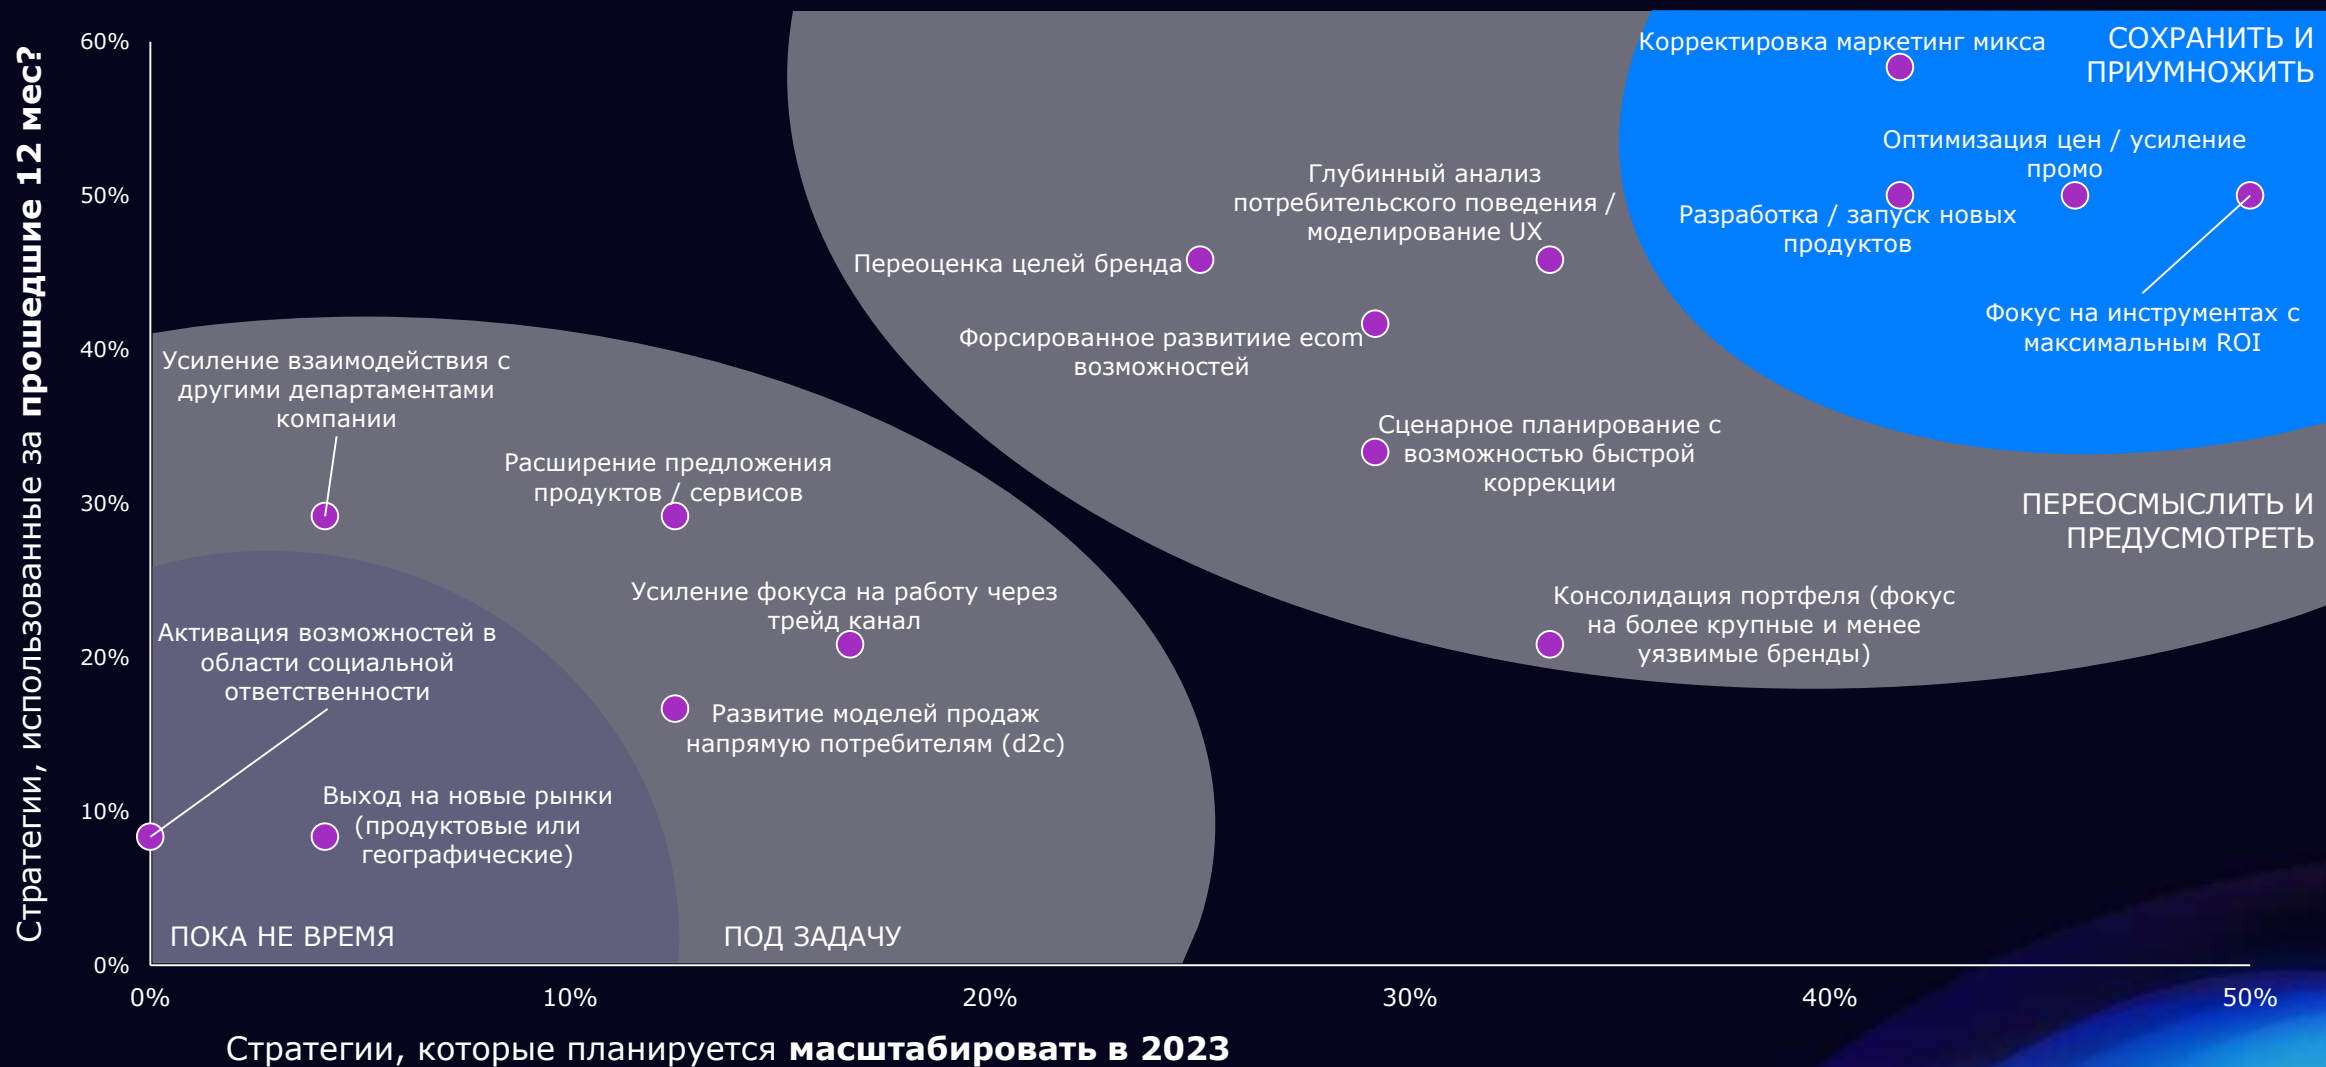 Стратегии, использованные за прошедшие 12 мес?
60%
50%
40%
30%
20%
10%
0%
Корректировка маркетинг микса
СОХРАНИТЬ И
ПРИУМНОЖИТЬ
Оптимизация цен / усиление
промо
Глубинный анализ
потребительского поведения /
моделирование UX
Разработка / запуск новых
продуктов
Переоценка целей бренда
Фокус на инструментах с
максимальным ROI
Форсированное развитиие ecom
возможностей
Усиление взаимодействия с
другими департаментами
компании
Сценарное планирование с
возможностью быстрой
коррекции
Расширение предложения
продуктов / сервисов
ПЕРЕОСМЫСЛИТЬ И
ПРЕДУСМОТРЕТЬ
Усиление фокуса на работу через
трейд канал
Консолидация портфеля (фокус
на более крупные и менее
уязвимые бренды)
Активация возможностей в
области социальной
ответственности
Развитие моделей продаж
напрямую потребителям (d2c)
Выход на новые рынки
(продуктовые или
географические)
ПОКА НЕ ВРЕМЯ
ПОД ЗАДАЧУ
0%
10%
20%
30%
40%
50%
Стратегии, которые планируется масштабировать в 2023